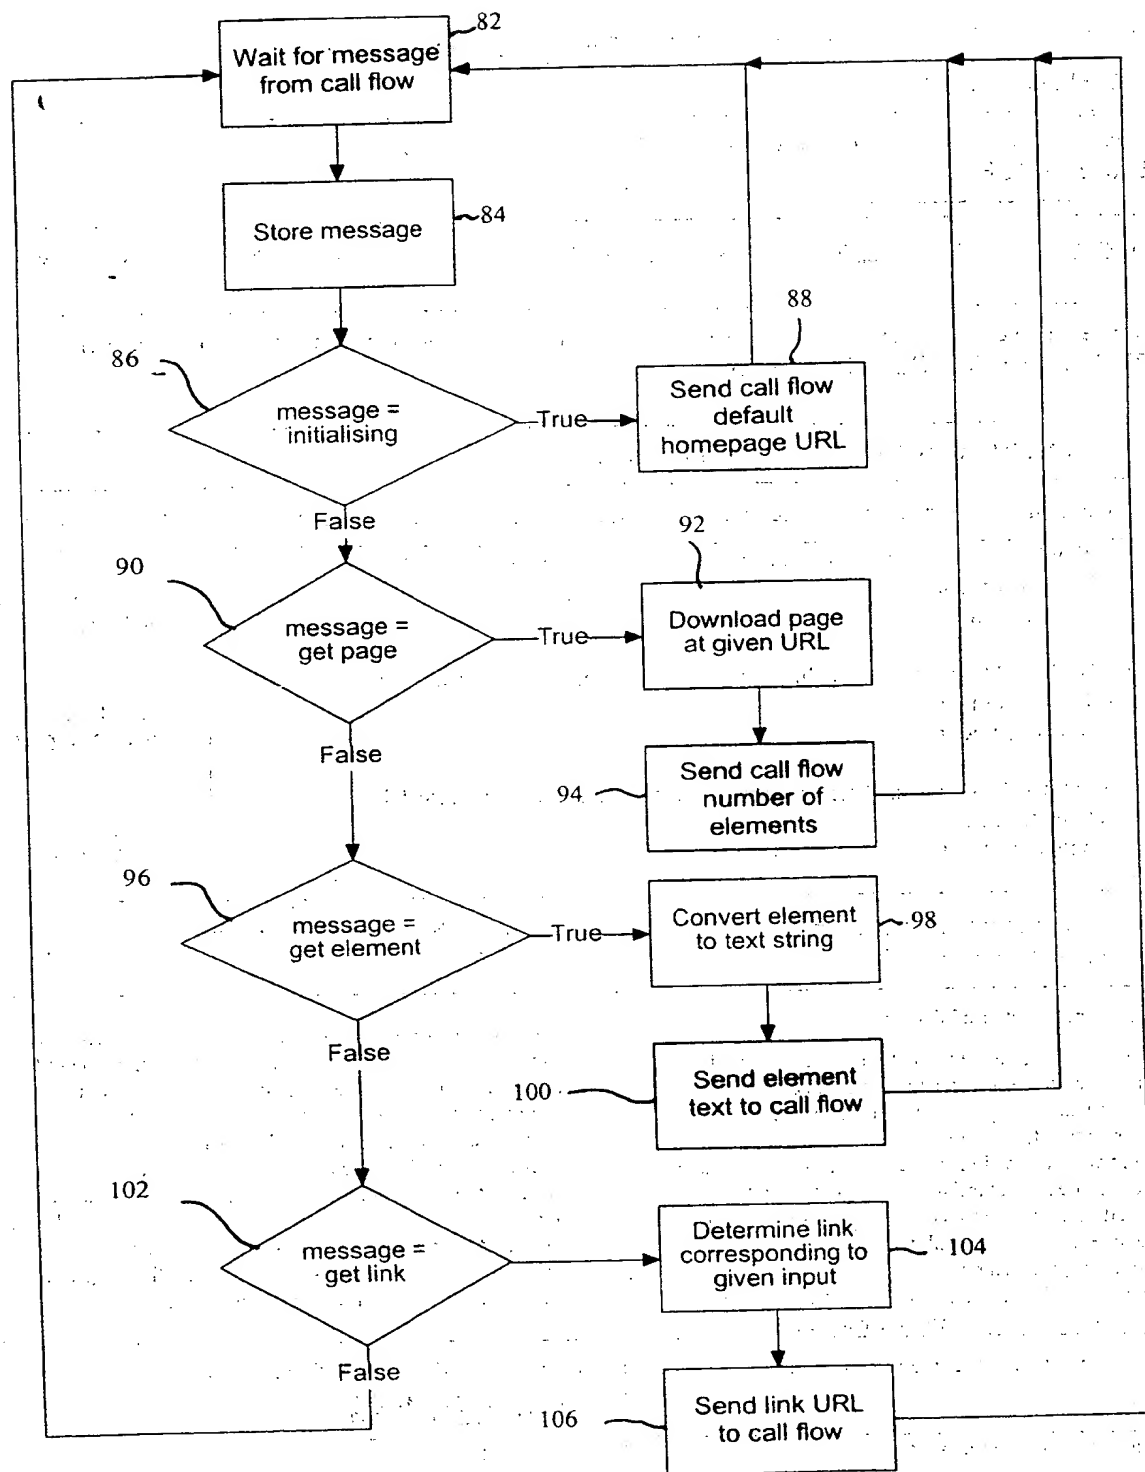 82
Wait for message
from call flow
84
Store message
88
86
message =
initialising
True
Send call flow
default
homepage URL
False
92
90
message =
get page
True
Download page
at given URL
False
94
Send call flow
number of
elements
96
message =
get element
True
Convert element
to text string
98
False
100
Send element
text to call flow
102
message =
get link
Determine link
corresponding to
given input
104
False
106
Send link URL
to call flow